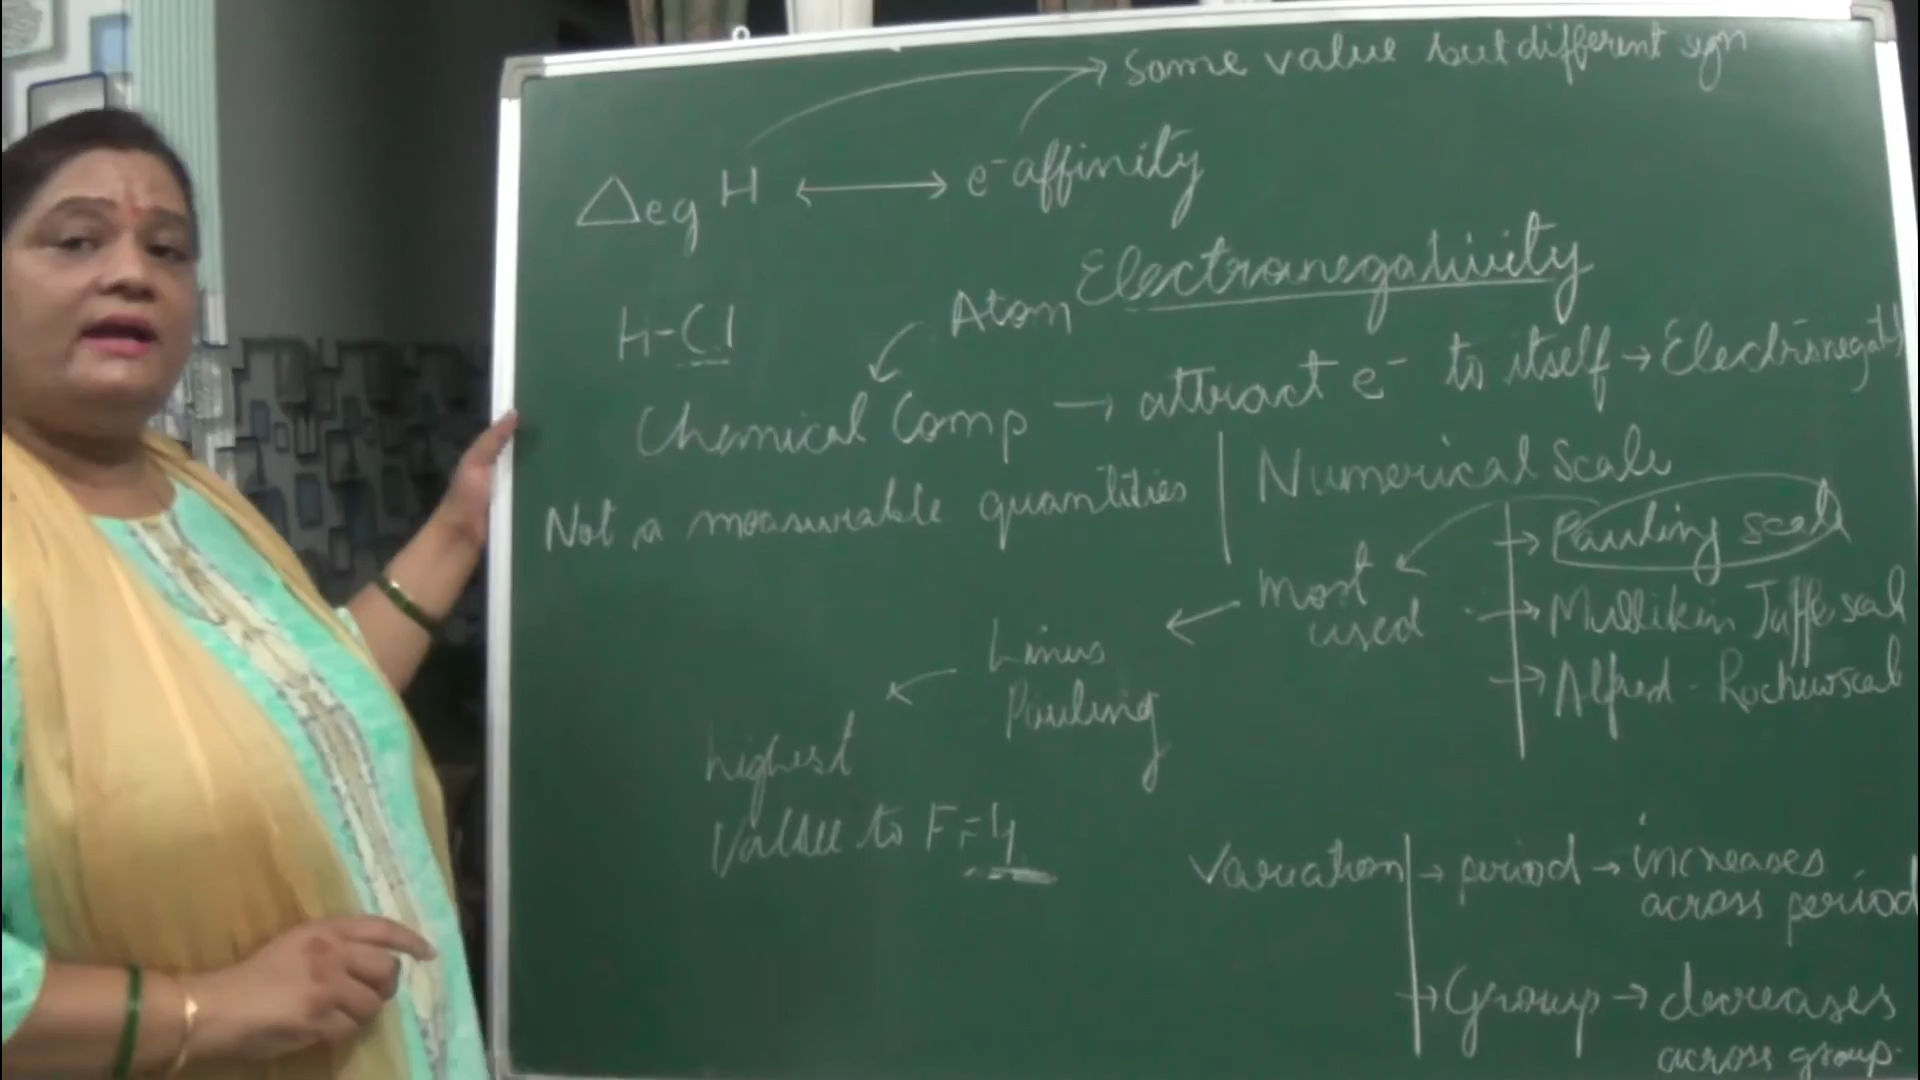 Same value but different sign
ΔegH ↔ e⁻ affinity
Electronegativity
H-Cl
Atom
Chemical Comp → attract e⁻ to itself → Electronegati
Not a measurable quantities
Numerical Scale
→ Pauling scale
most used
→ Mulliken Jaffe scal
Linus Pauling
→ Alfred - Rochow scal
highest
value to F = 4
Variation → period → increases
across period
→ Group → decreases
across group.